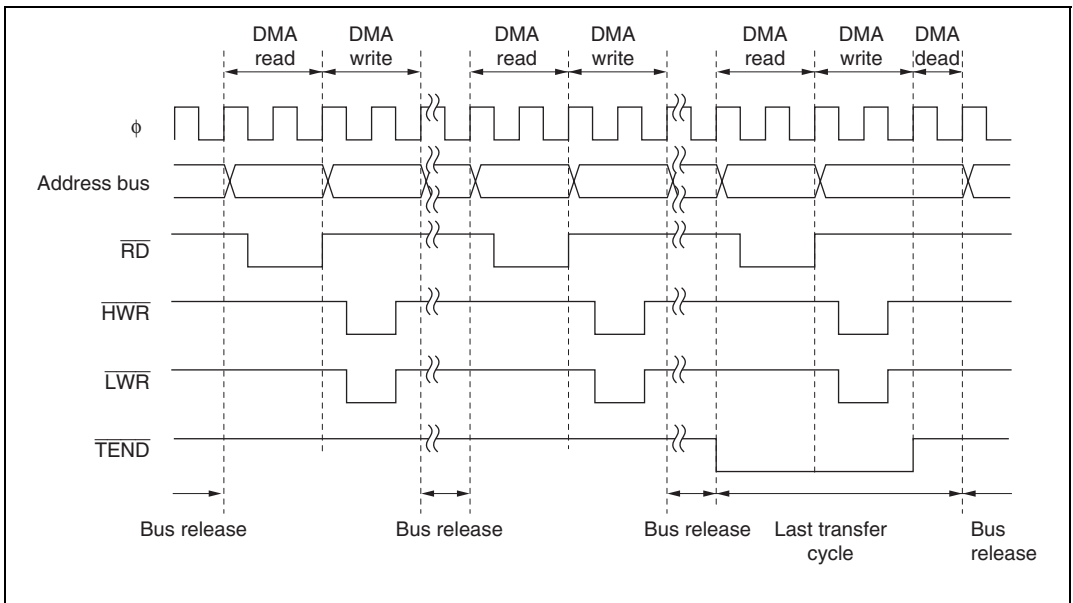 DMA read
DMA write
DMA read
DMA write
DMA read
DMA write
DMA dead
ϕ
Address bus
RD
HWR
LWR
TEND
Bus release
Bus release
Bus release
Last transfer cycle
Bus release